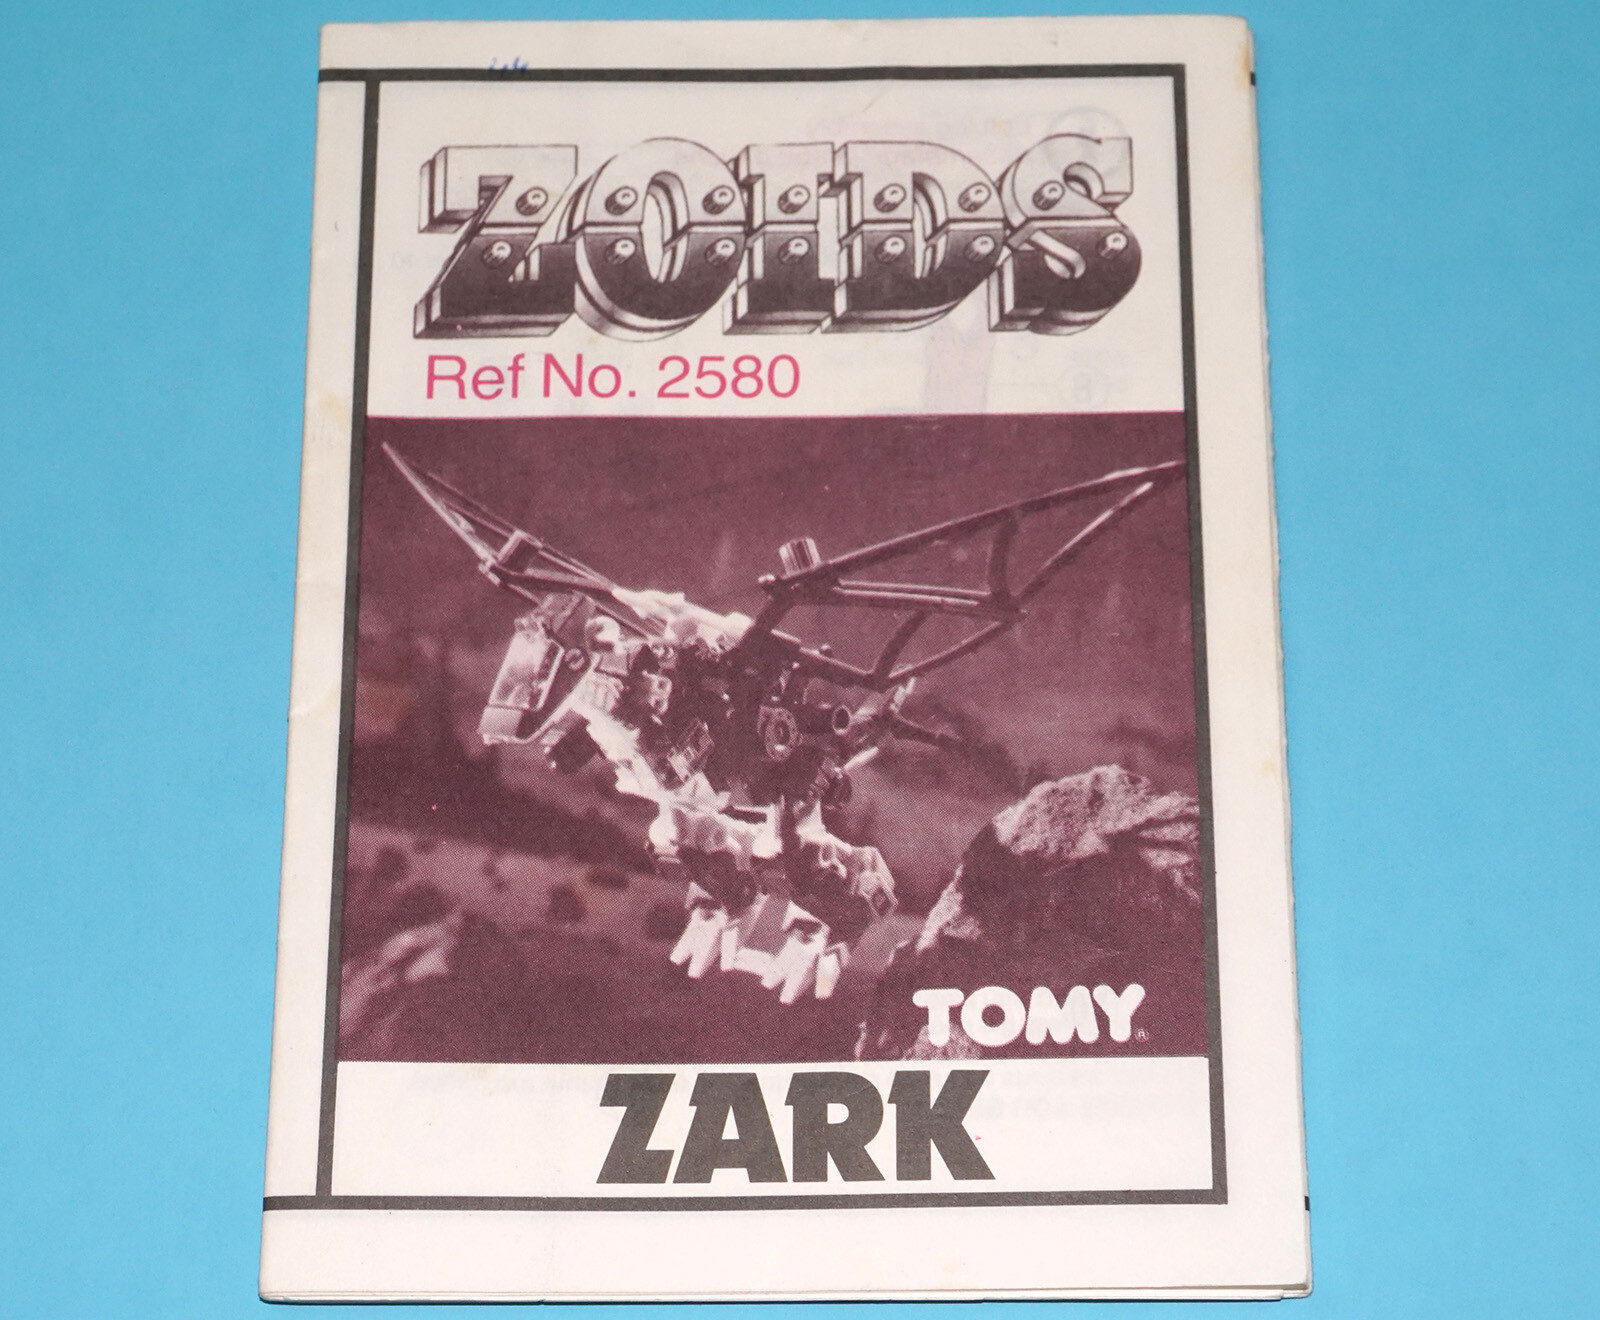 ZOIDS
Ref No. 2580
TOMY®
ZARK